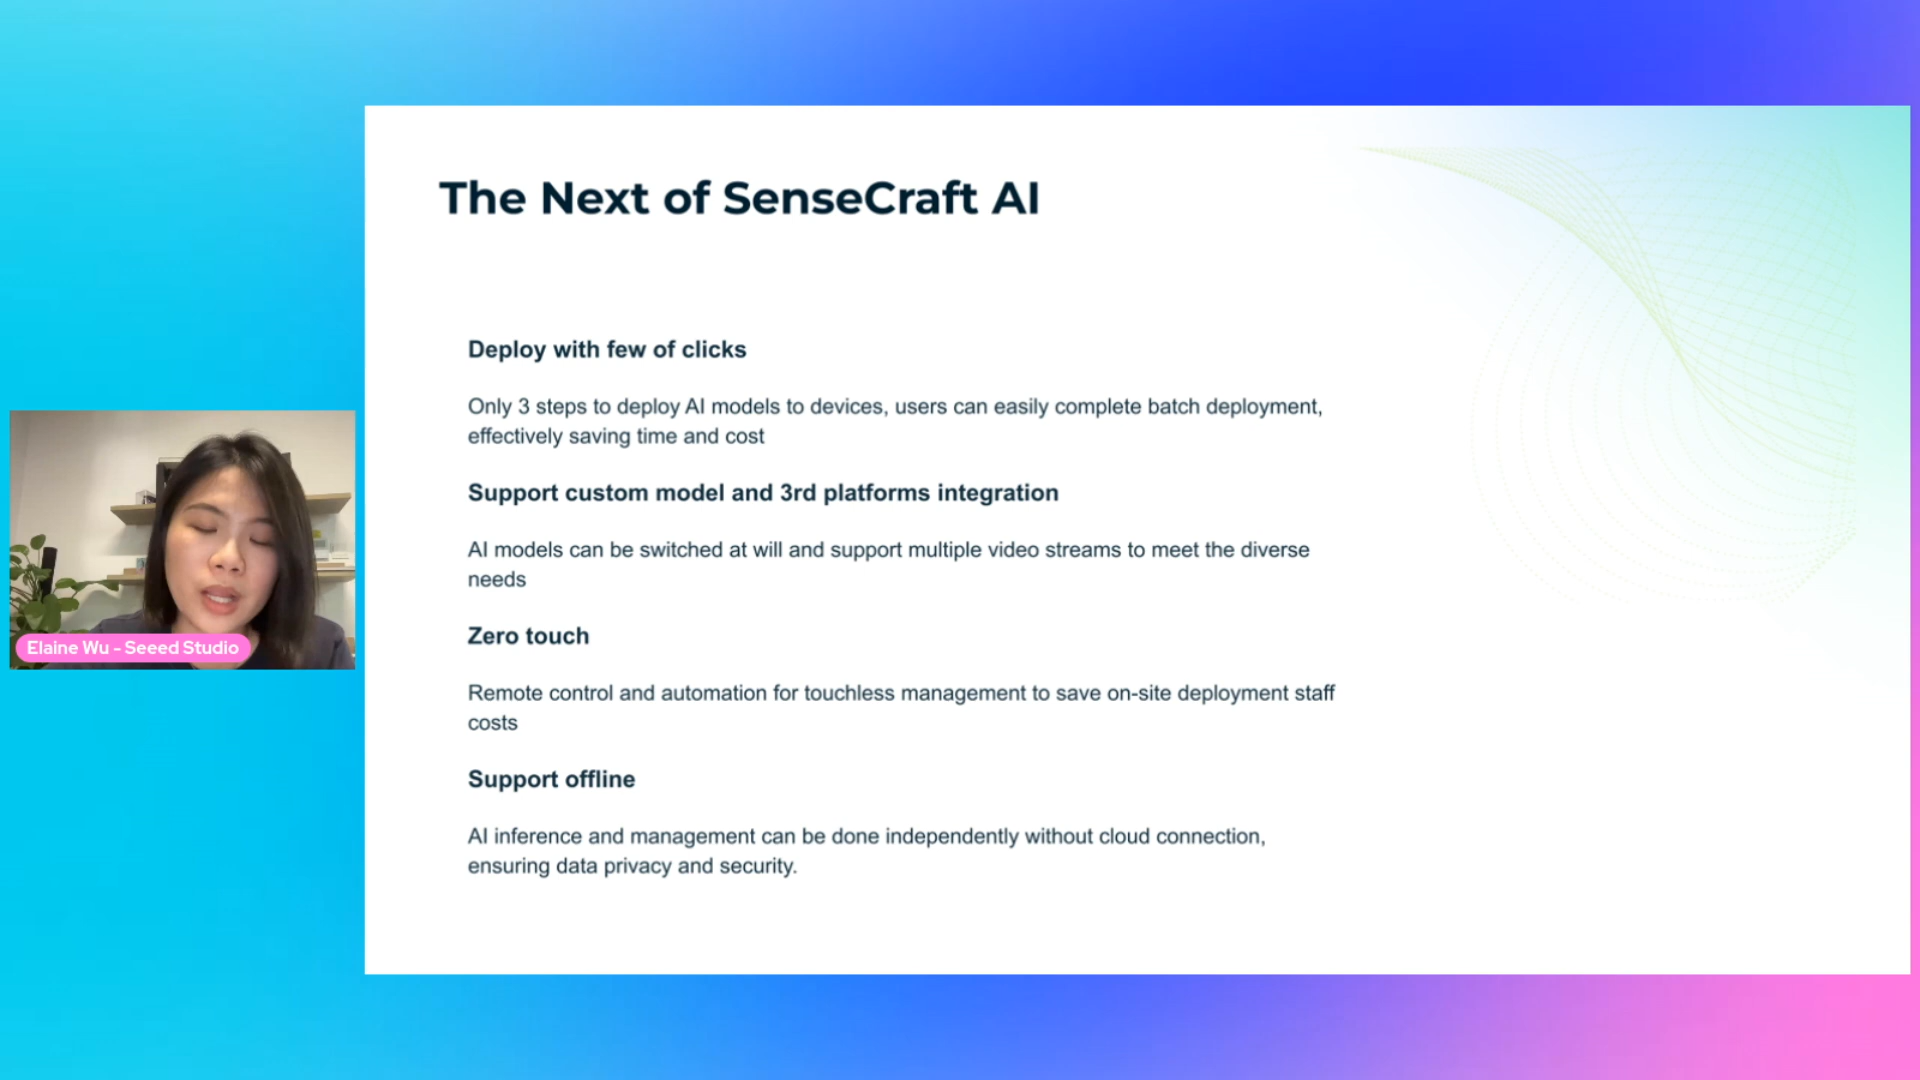 The Next of SenseCraft AI
Deploy with few of clicks
Only 3 steps to deploy AI models to devices, users can easily complete batch deployment,
effectively saving time and cost
Support custom model and 3rd platforms integration
AI models can be switched at will and support multiple video streams to meet the diverse
needs
Zero touch
Remote control and automation for touchless management to save on-site deployment staff
costs
Support offline
AI inference and management can be done independently without cloud connection,
ensuring data privacy and security.
Elaine Wu - Seeed Studio